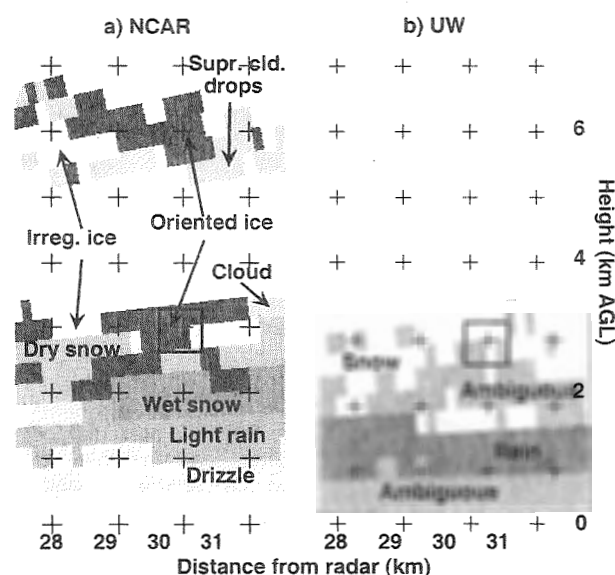 a) NCAR
b) UW
Supr. cld.
drops
6
Irreg. ice
Oriented ice
Height (km AGL)
4
Cloud
Dry snow
Snow
Ambiguous
2
Wet snow
Light rain
Rain
Drizzle
Ambiguous
0
28 29 30 31 28 29 30 31
Distance from radar (km)